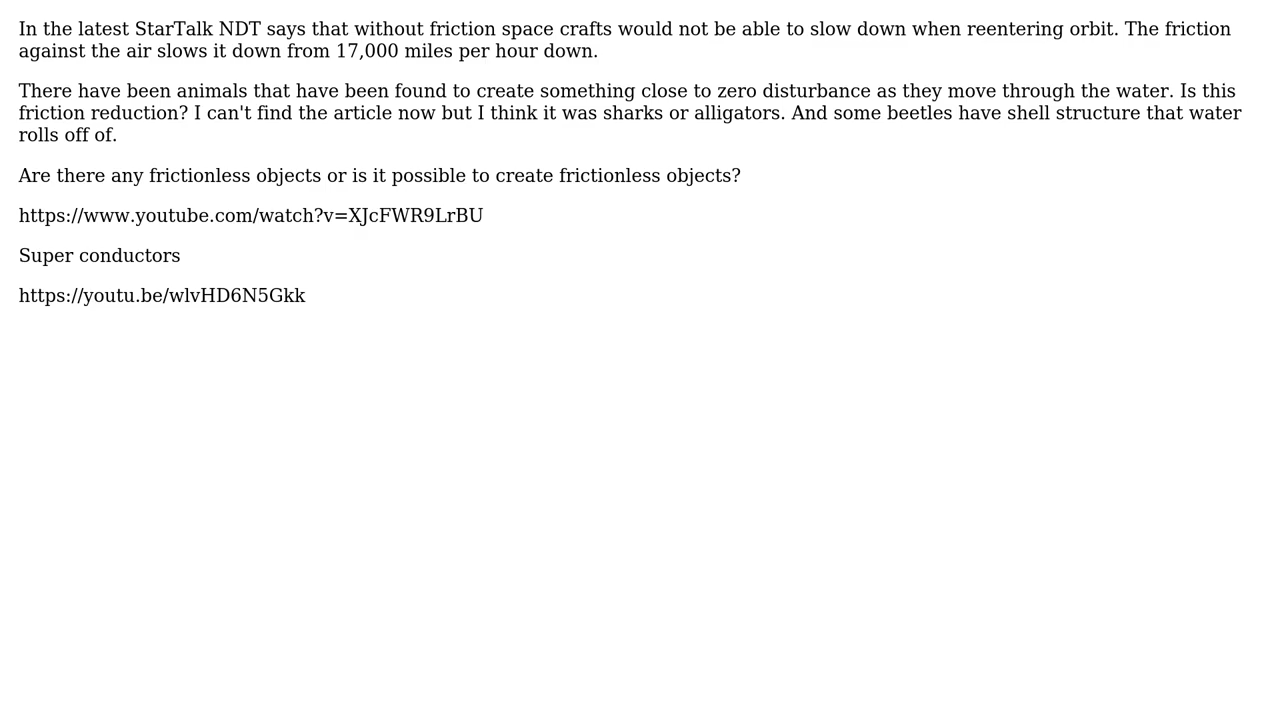 In the latest StarTalk NDT says that without friction space crafts would not be able to slow down when reentering orbit. The friction
against the air slows it down from 17,000 miles per hour down.
There have been animals that have been found to create something close to zero disturbance as they move through the water. Is this
friction reduction? I can't find the article now but I think it was sharks or alligators. And some beetles have shell structure that water
rolls off of.
Are there any frictionless objects or is it possible to create frictionless objects?
https://www.youtube.com/watch?v=XJcFWR9LrBU
Super conductors
https://youtu.be/wlvHD6N5Gkk